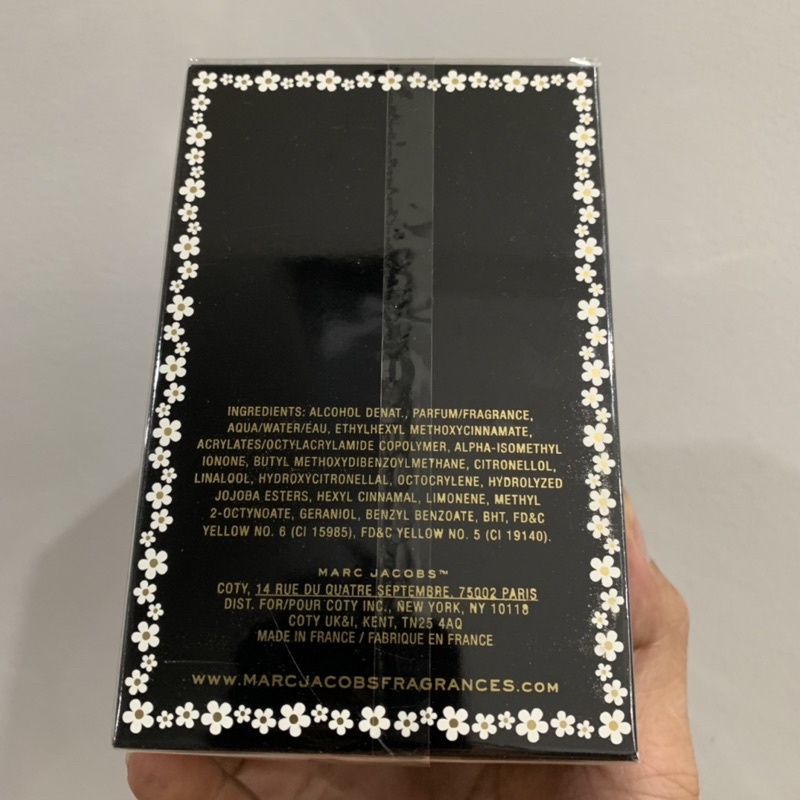 INGREDIENTS: ALCOHOL DENAT., PARFUM/FRAGRANCE,
AQUA/WATER/EAU, ETHYLHEXYL METHOXYCINNAMATE,
ACRYLATES/OCTYLACRYLAMIDE COPOLYMER, ALPHA-ISOMETHYL
IONONE, BUTYL METHOXYDIBENZOYLMETHANE, CITRONELLOL,
LINALOOL, HYDROXYCITRONELLAL, OCTOCRYLENE, HYDROLYZED
JOJOBA ESTERS, HEXYL CINNAMAL, LIMONENE, METHYL
2-OCTYNOATE, GERANIOL, BENZYL BENZOATE, BHT, FD&C
YELLOW NO. 6 (CI 15985), FD&C YELLOW NO. 5 (CI 19140).
MARC JACOBS™
COTY, 14 RUE DU QUATRE SEPTEMBRE, 75002 PARIS
DIST. FOR/POUR COTY INC., NEW YORK, NY 10118
COTY UK&I, KENT, TN25 4AQ
MADE IN FRANCE / FABRIQUE EN FRANCE
WWW.MARCJACOBSFRAGRANCES.COM